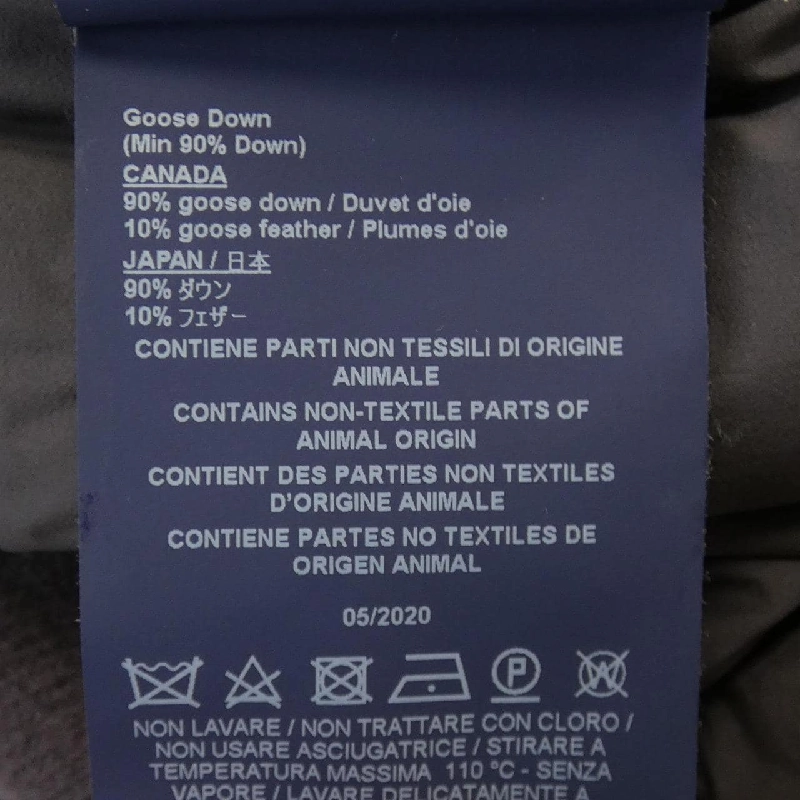 Goose Down
(Min 90% Down)
CANADA
90% goose down / Duvet d'oie
10% goose feather / Plumes d'oie
JAPAN / 日本
90% ダウン
10% フェザー
CONTIENE PARTI NON TESSILI DI ORIGINE
ANIMALE
CONTAINS NON-TEXTILE PARTS OF
ANIMAL ORIGIN
CONTIENT DES PARTIES NON TEXTILES
D'ORIGINE ANIMALE
CONTIENE PARTES NO TEXTILES DE
ORIGEN ANIMAL
05/2020
P W
NON LAVARE / NON TRATTARE CON CLORO /
NON USARE ASCIUGATRICE / STIRARE A
TEMPERATURA MASSIMA 110 °C - SENZA
VAPORE / LAVARE DELICATAMENTE A